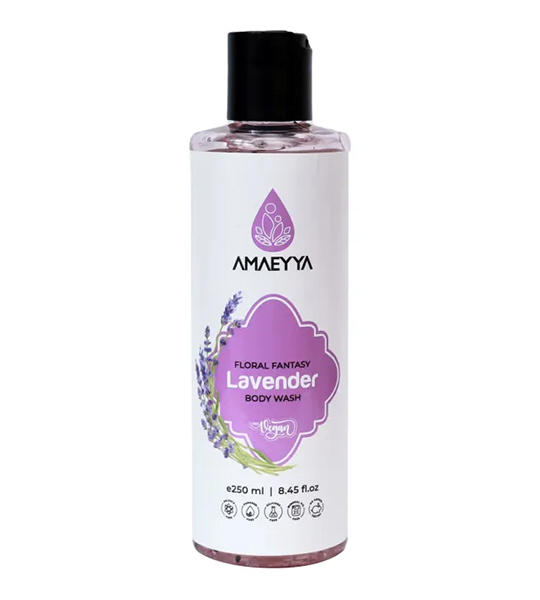 AMAEYYA
FLORAL FANTASY
Lavender
BODY WASH
Vegan
e250 ml | 8.45 fl.oz